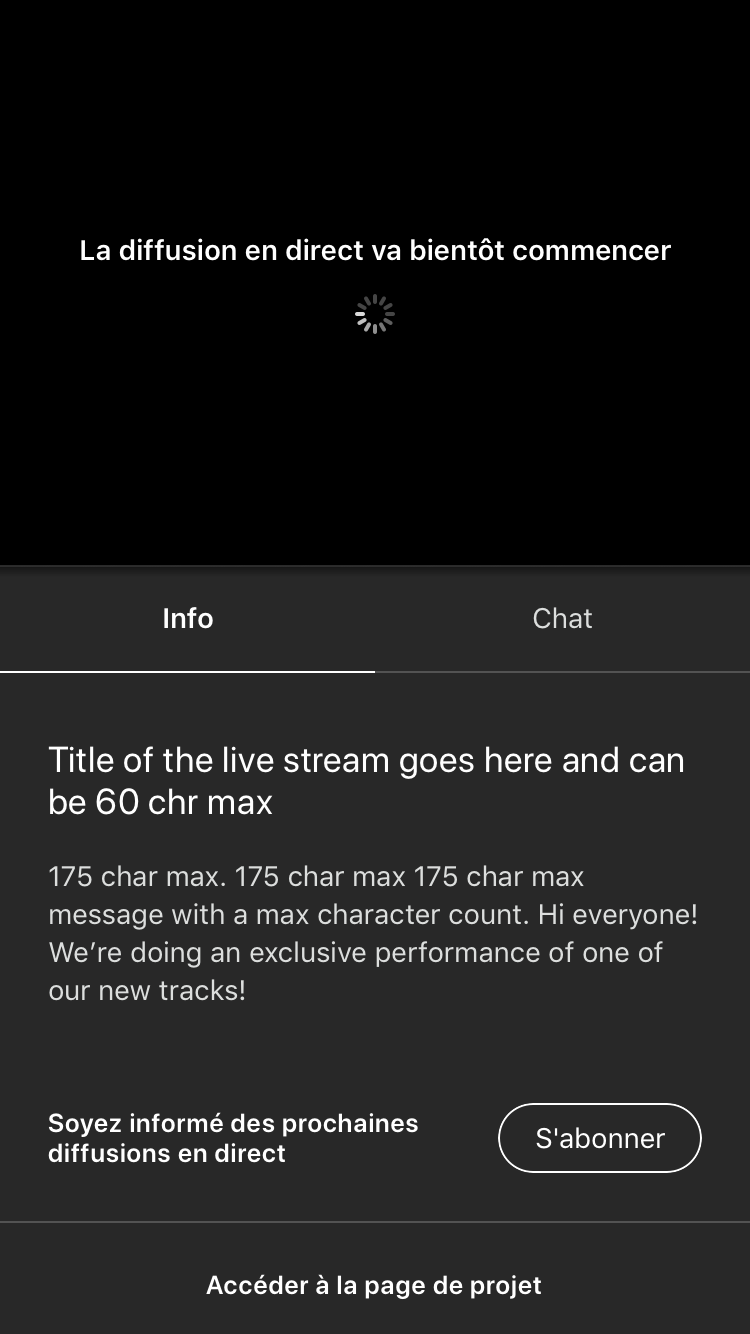 La diffusion en direct va bientôt commencer
Info
Chat
Title of the live stream goes here and can
be 60 chr max
175 char max. 175 char max 175 char max
message with a max character count. Hi everyone!
We’re doing an exclusive performance of one of
our new tracks!
Soyez informé des prochaines
diffusions en direct
S'abonner
Accéder à la page de projet